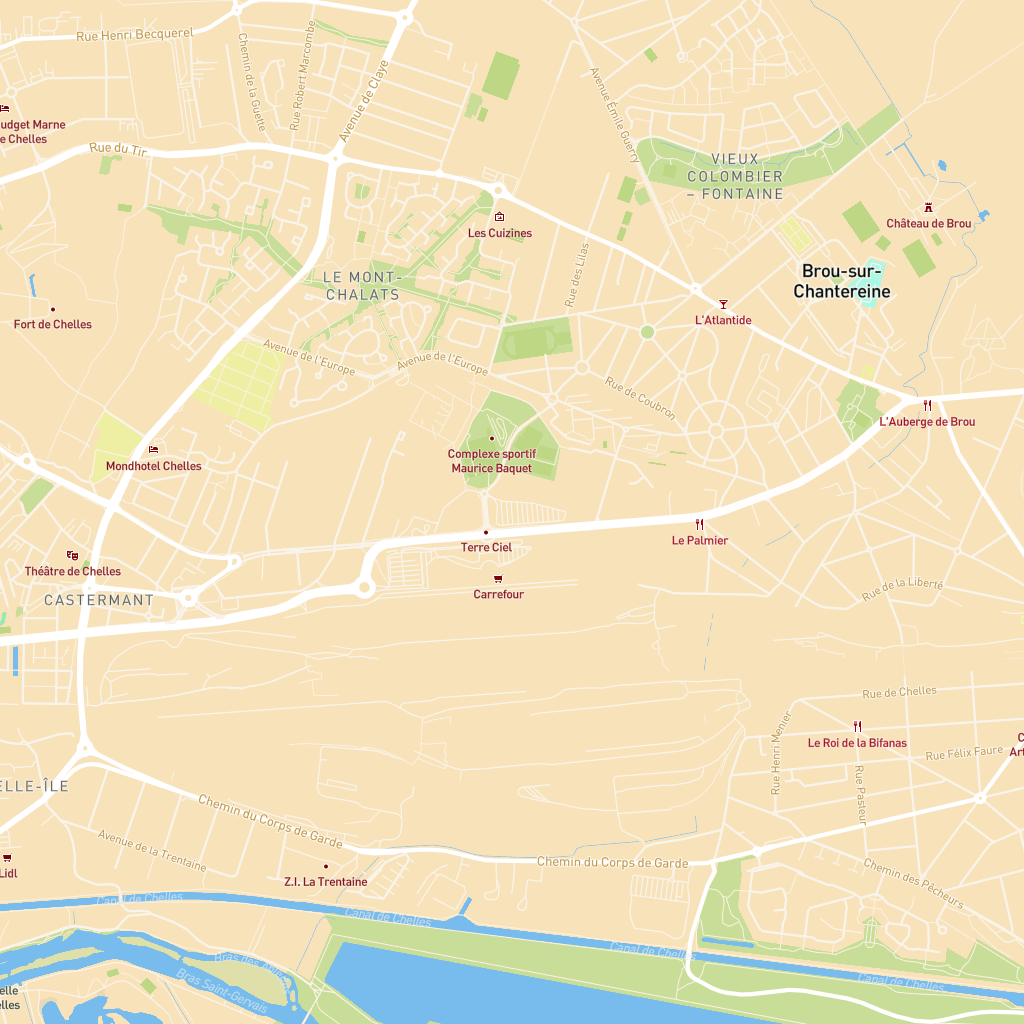 Rue Henri Becquerel
Chemin de la Guette
Rue Robert Marcombe
Avenue de Claye
Avenue Émile Guerry
udget Marne
e Chelles
Rue du Tir
VIEUX
COLOMBIER
– FONTAINE
Les Cuizines
Château de Brou
Rue des Lilas
LE MONT-
CHALATS
Brou-sur-
Chantereine
Fort de Chelles
L'Atlantide
Avenue de l'Europe
Avenue de l'Europe
Rue de Coubron
L'Auberge de Brou
Mondhotel Chelles
Complexe sportif
Maurice Baquet
Terre Ciel
Le Palmier
Théâtre de Chelles
CASTERMANT
Carrefour
Rue de la Liberté
Rue de Chelles
Rue Henri Menier
Le Roi de la Bifanas
C
Art
Rue Félix Faure
Rue Pasteur
ELLE-ÎLE
Chemin du Corps de Garde
Avenue de la Trentaine
Chemin du Corps de Garde
Lidl
Z.I. La Trentaine
Chemin des Pêcheurs
Canal de Chelles
Canal de Chelles
Canal de Chelles
Canal de Chelles
Bras Saint-Gervais
elle
elles